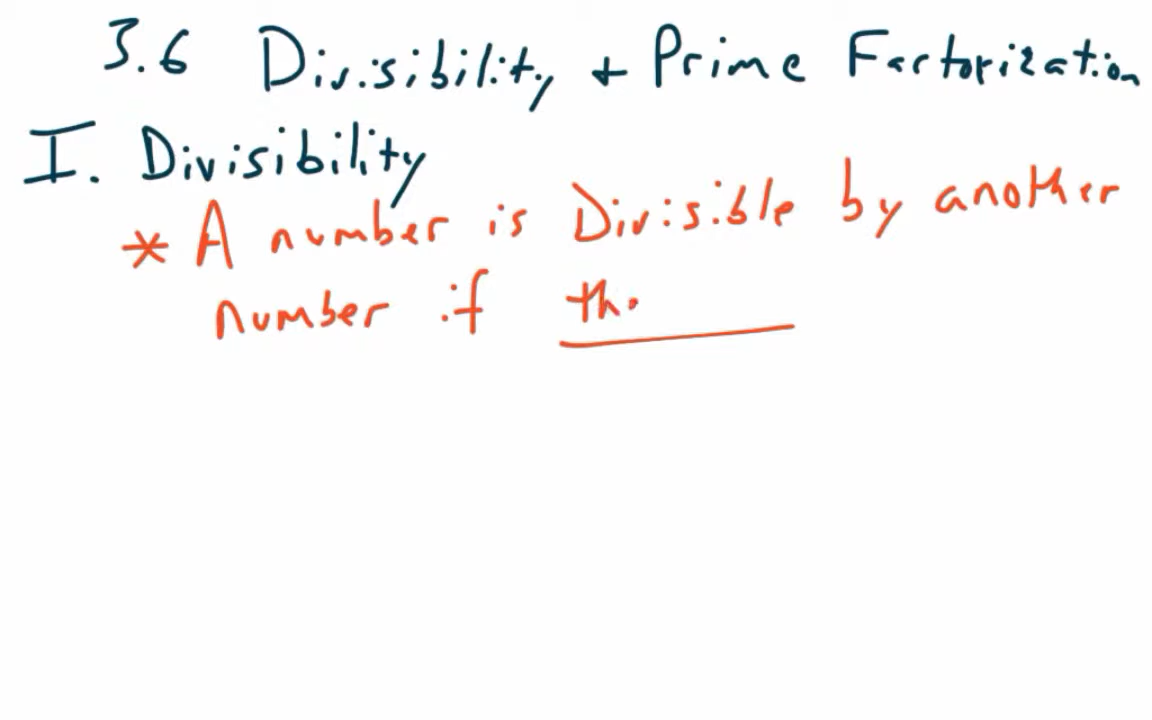 3.6 Divisibility + Prime Factorization
I. Divisibility
* A number is Divisible by another
number if th